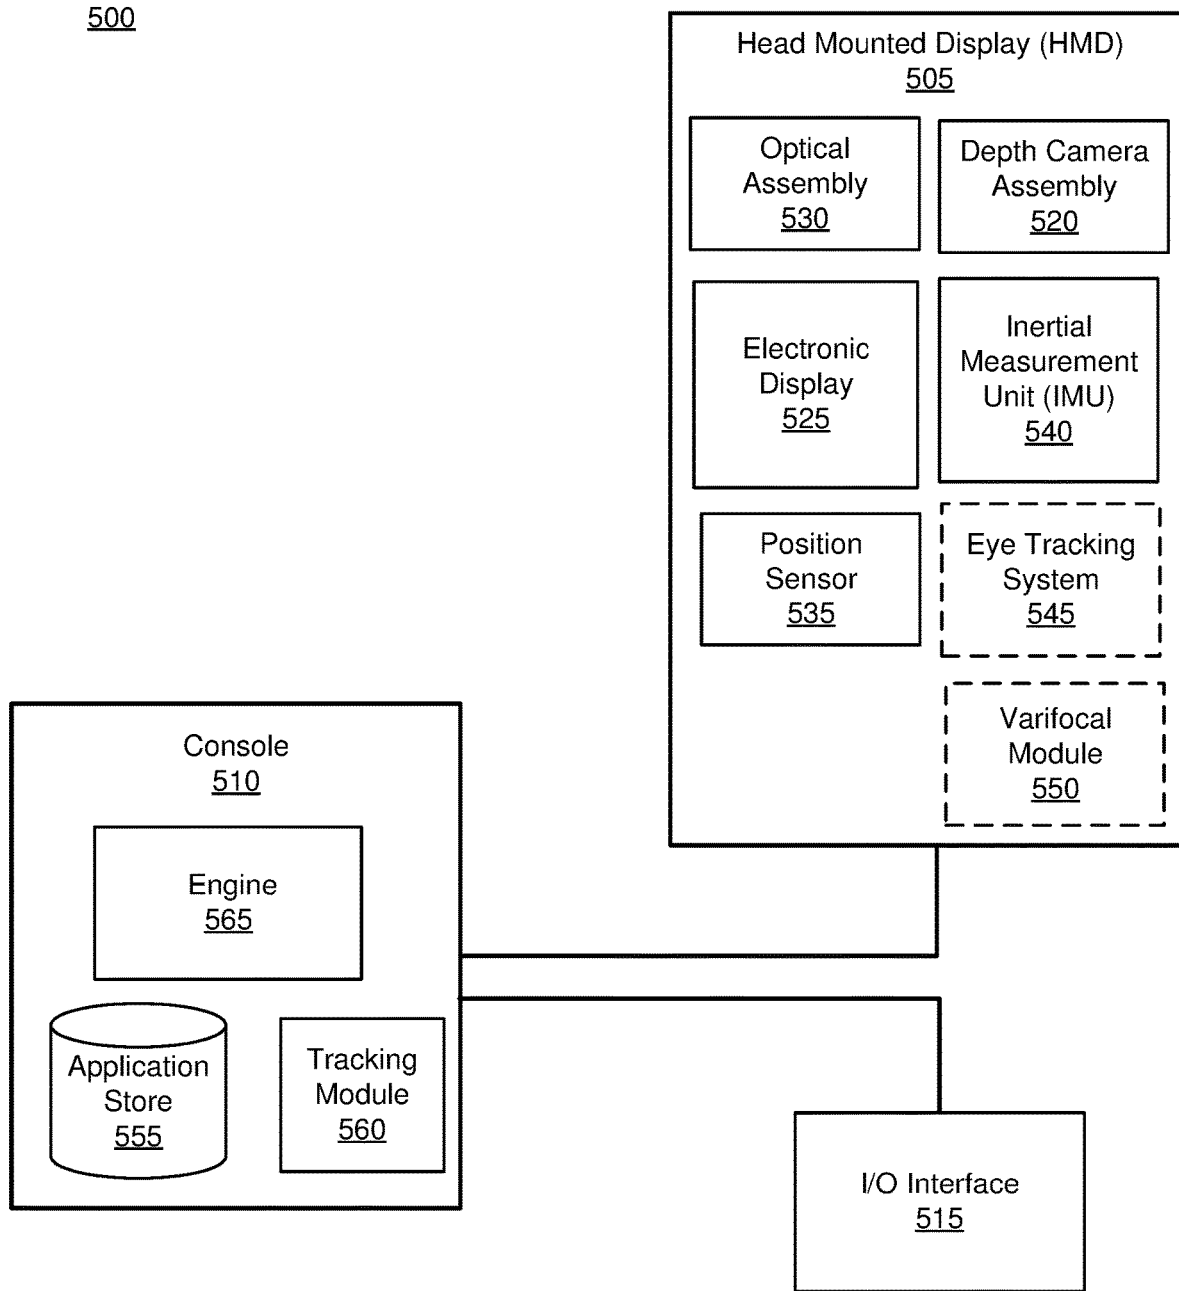 500
Head Mounted Display (HMD)
505
Optical
Assembly
530
Depth Camera
Assembly
520
Electronic
Display
525
Inertial
Measurement
Unit (IMU)
540
Position
Sensor
535
Eye Tracking
System
545
Varifocal
Module
550
Console
510
Engine
565
Application
Store
555
Tracking
Module
560
I/O Interface
515